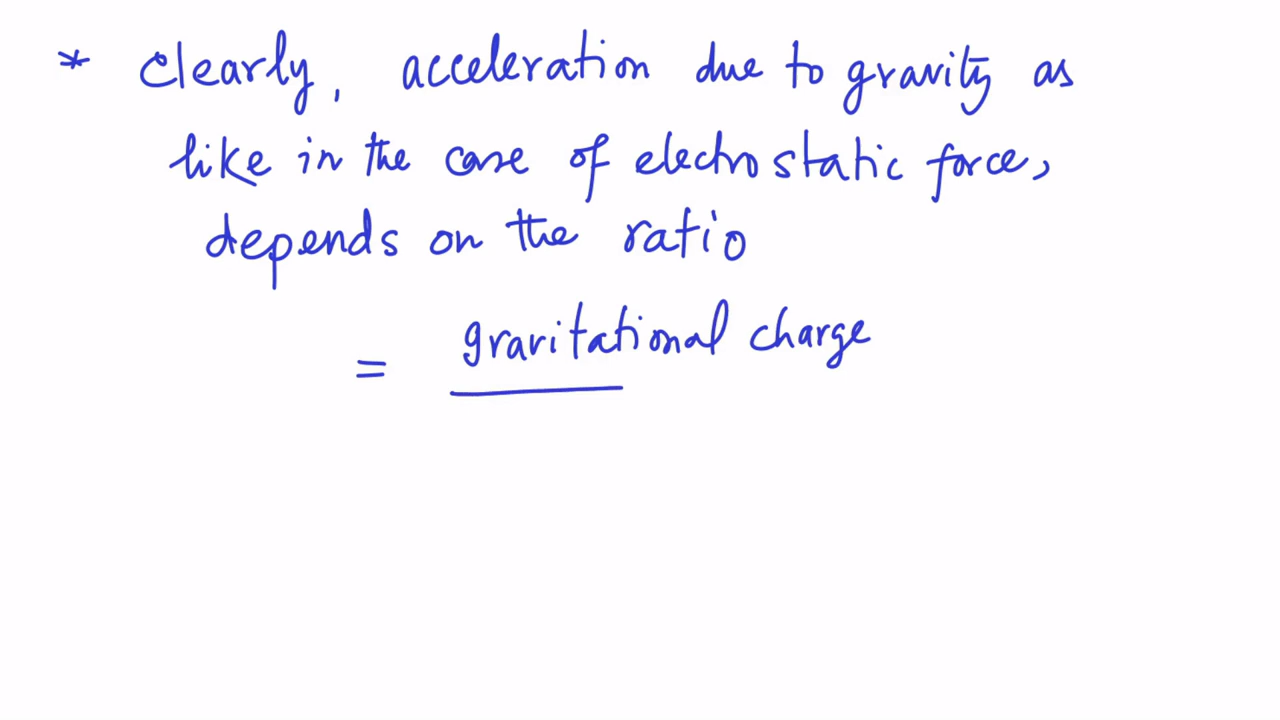 * Clearly, acceleration due to gravity as
like in the case of electrostatic force,
depends on the ratio
= gravitational charge